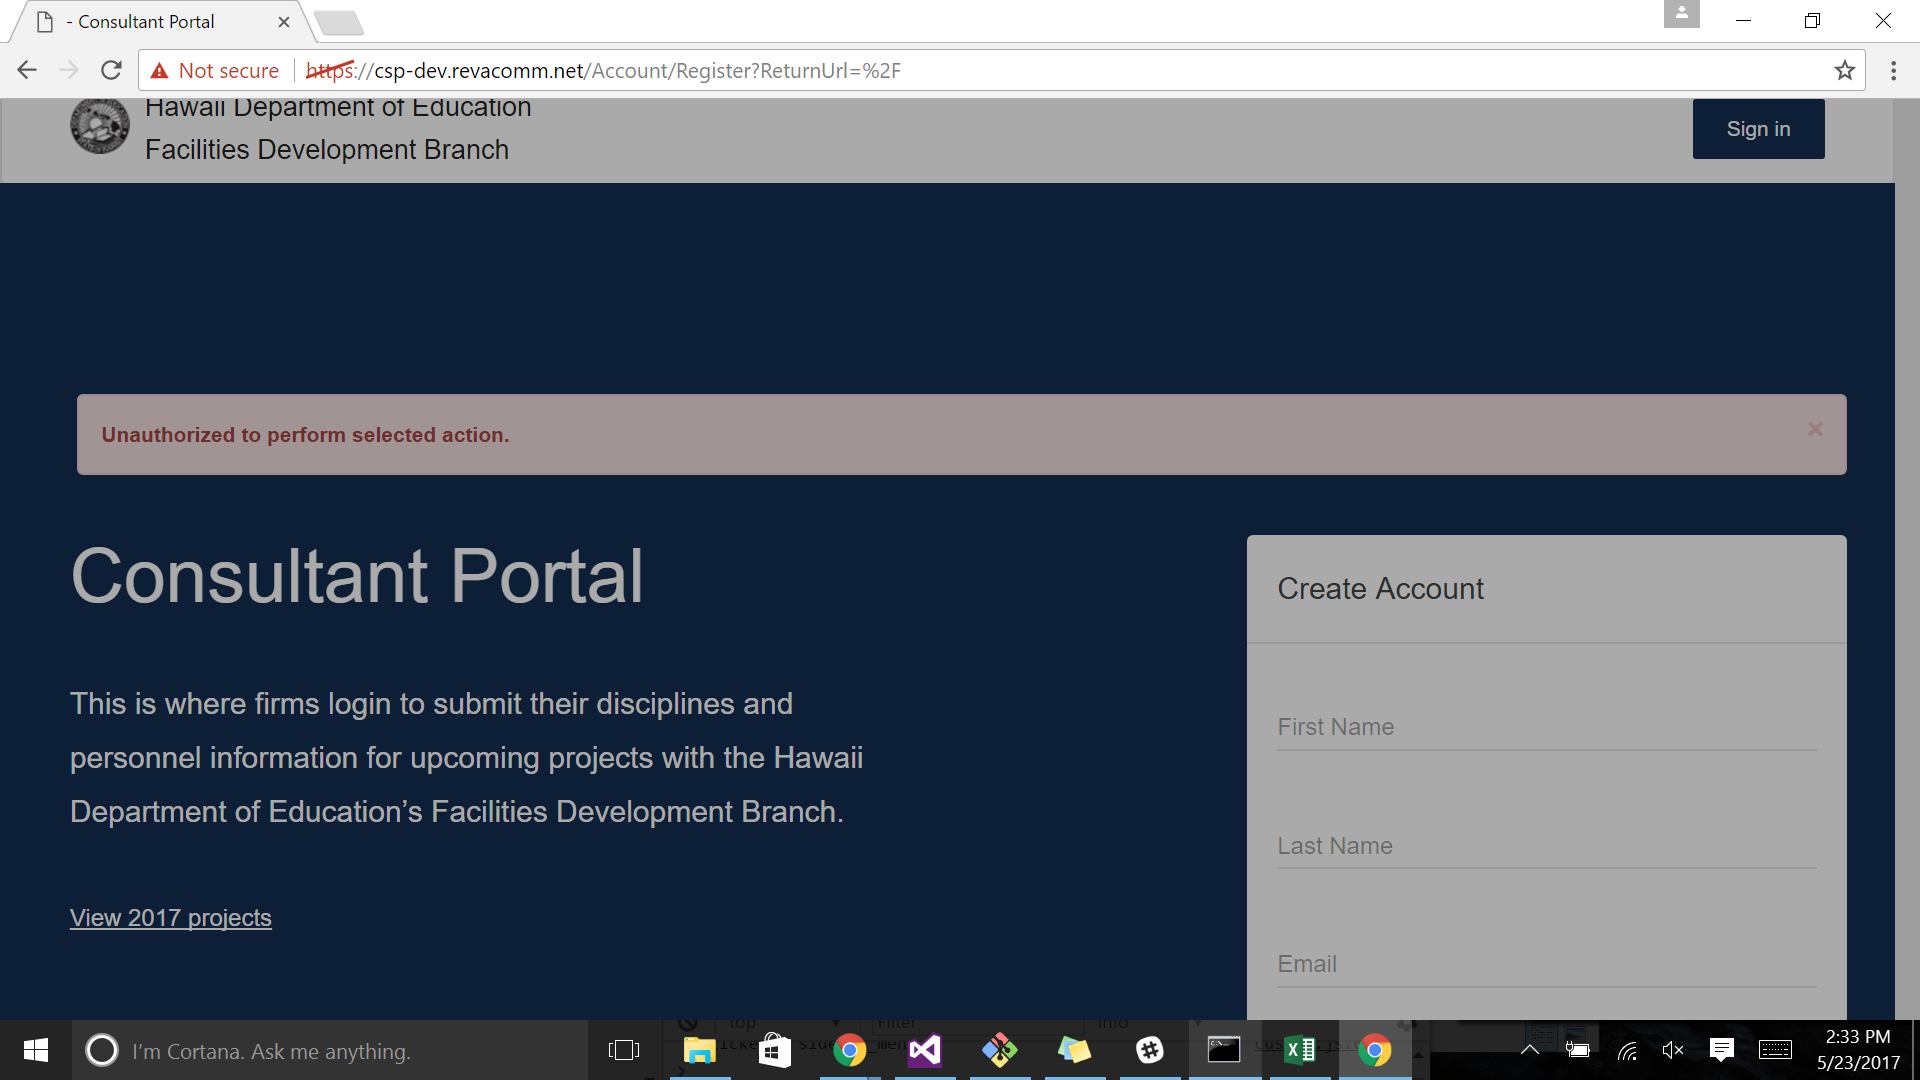 - Consultant Portal
Not secure
https://csp-dev.revacomm.net/Account/Register?ReturnUrl=%2F
Hawaii Department of Education
Facilities Development Branch
Sign in
Unauthorized to perform selected action.
Consultant Portal
This is where firms login to submit their disciplines and
personnel information for upcoming projects with the Hawaii
Department of Education’s Facilities Development Branch.
View 2017 projects
Create Account
First Name
Last Name
Email
top
Filter
Info
I'm Cortana. Ask me anything.
2:33 PM
5/23/2017